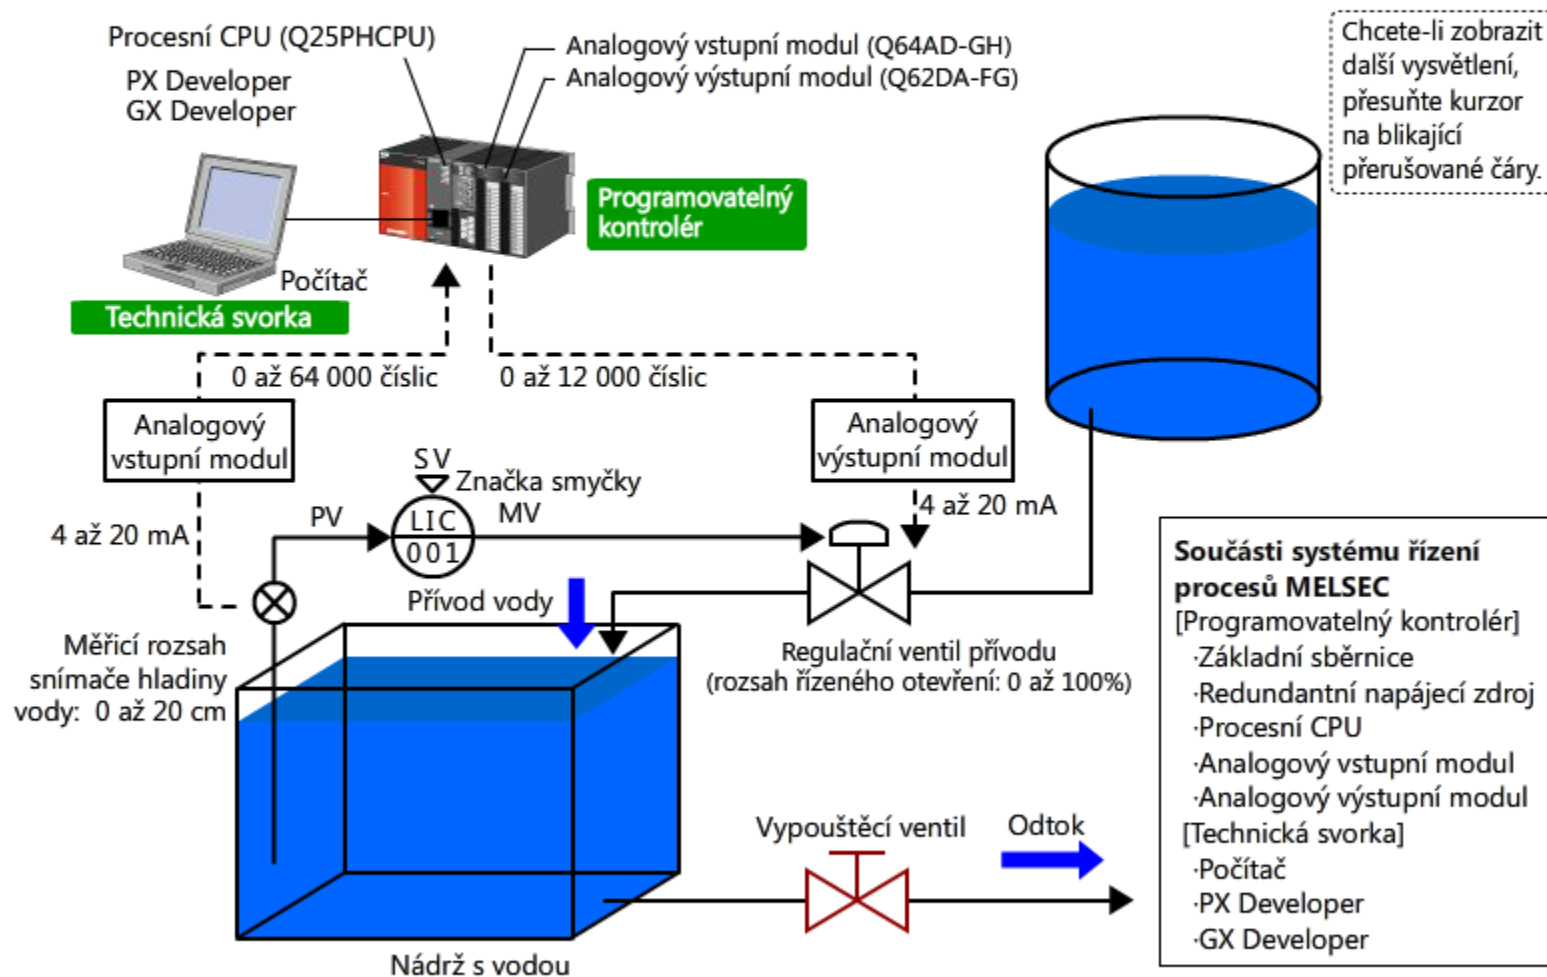 Procesní CPU (Q25PHCPU)
PX Developer
GX Developer
Analogový vstupní modul (Q64AD-GH)
Analogový výstupní modul (Q62DA-FG)
Chcete-li zobrazit
další vysvětlení,
přesuňte kurzor
na blikající
přerušované čáry.
Programovatelný
kontrolér
Počítač
Technická svorka
0 až 64 000 číslic
0 až 12 000 číslic
Analogový
vstupní modul
Analogový
výstupní modul
SV
Značka smyčky
PV
LIC
001
MV
4 až 20 mA
4 až 20 mA
Přívod vody
Měřicí rozsah
snímače hladiny
vody: 0 až 20 cm
Regulační ventil přívodu
(rozsah řízeného otevření: 0 až 100%)
Vypouštěcí ventil
Odtok
Nádrž s vodou
Součásti systému řízení
procesů MELSEC
[Programovatelný kontrolér]
·Základní sběrnice
·Redundantní napájecí zdroj
·Procesní CPU
·Analogový vstupní modul
·Analogový výstupní modul
[Technická svorka]
·Počítač
·PX Developer
·GX Developer